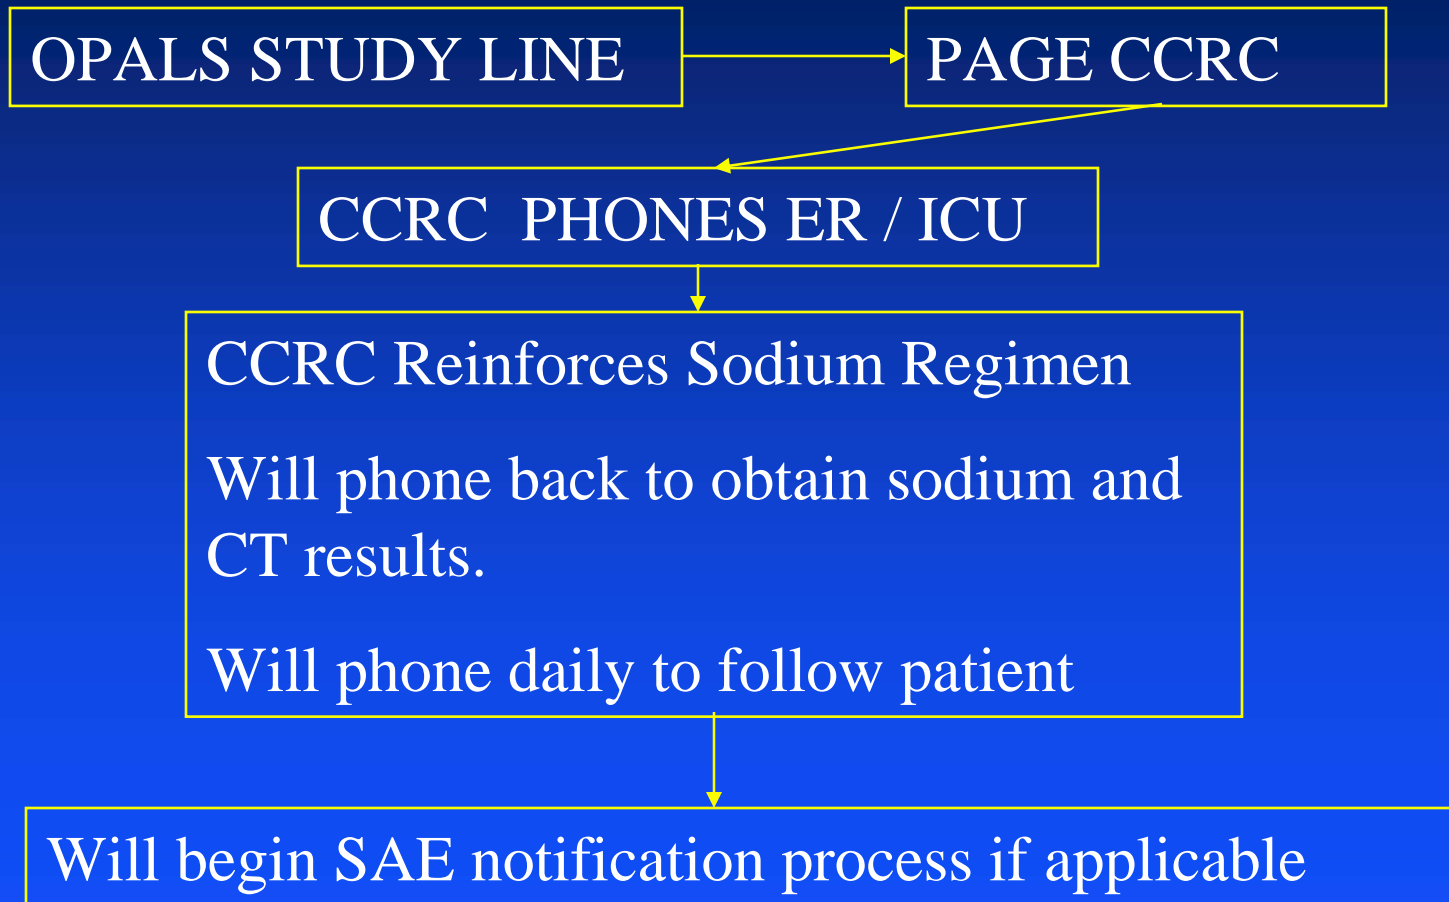 OPALS STUDY LINE
PAGE CCRC
CCRC PHONES ER / ICU
CCRC Reinforces Sodium Regimen
Will phone back to obtain sodium and
CT results.
Will phone daily to follow patient
Will begin SAE notification process if applicable